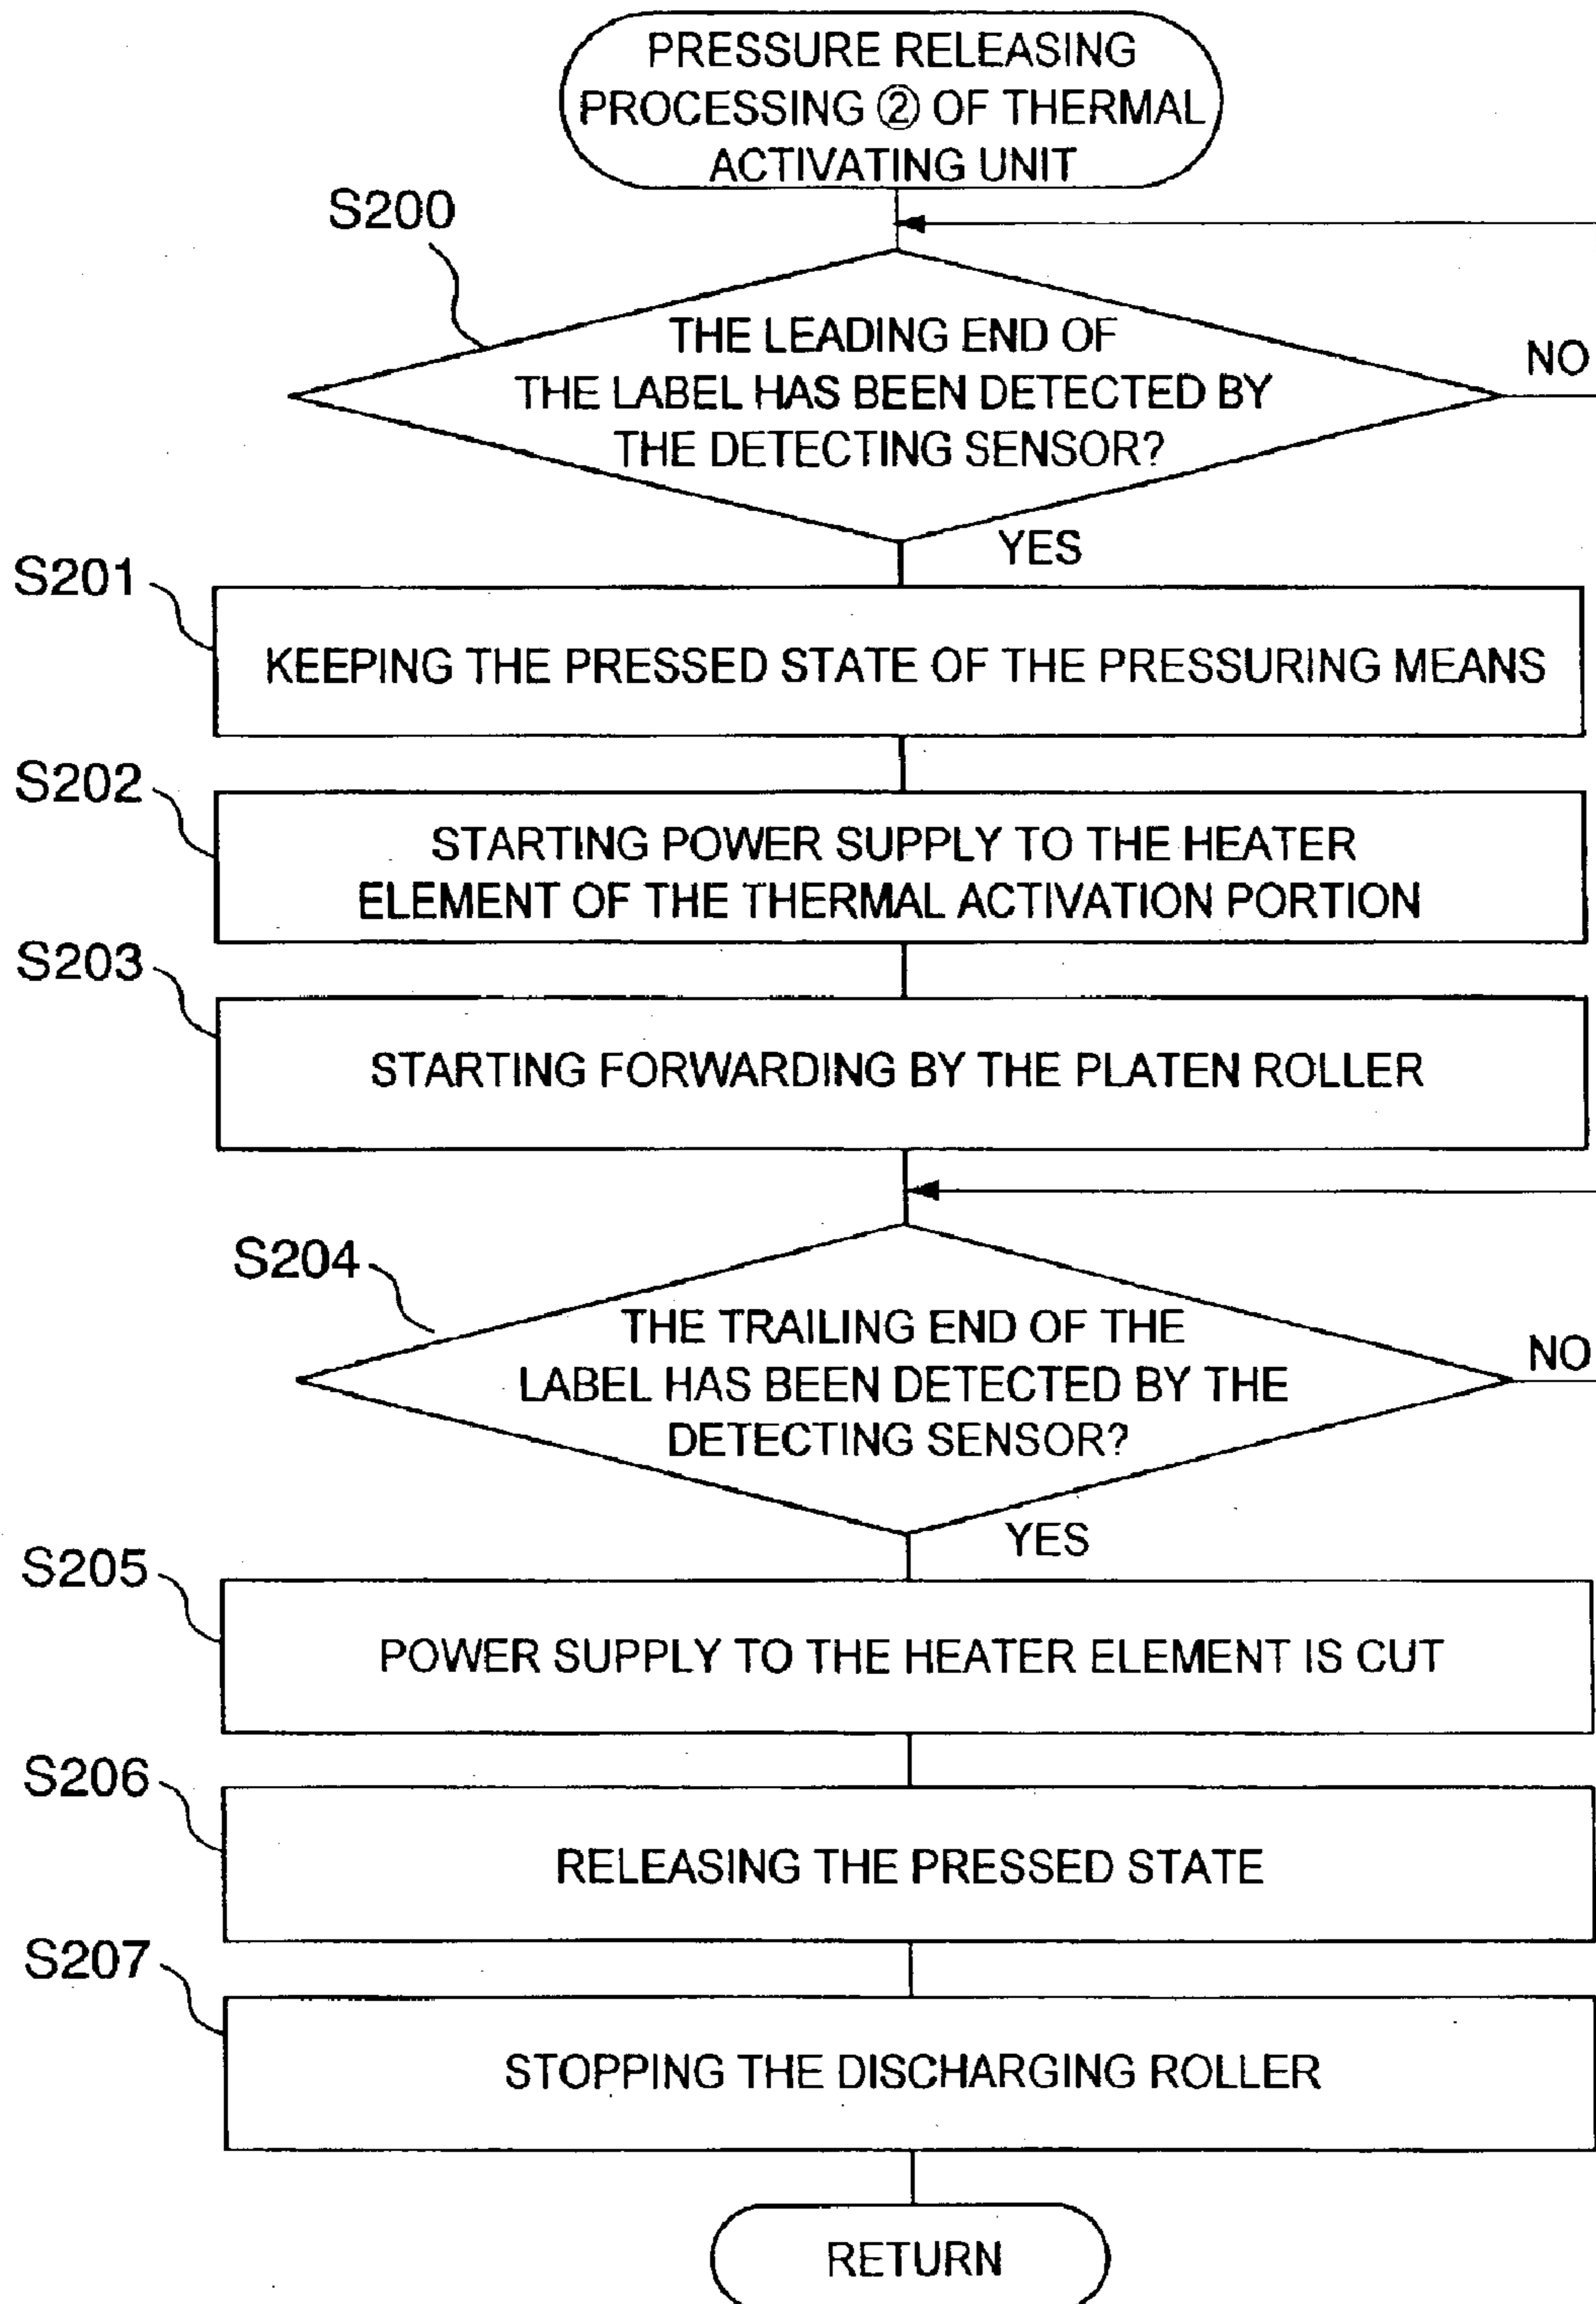 PRESSURE RELEASING
PROCESSING ② OF THERMAL
ACTIVATING UNIT
S200
THE LEADING END OF
THE LABEL HAS BEEN DETECTED BY
THE DETECTING SENSOR?
NO
YES
S201
KEEPING THE PRESSED STATE OF THE PRESSURING MEANS
S202
STARTING POWER SUPPLY TO THE HEATER
ELEMENT OF THE THERMAL ACTIVATION PORTION
S203
STARTING FORWARDING BY THE PLATEN ROLLER
S204
THE TRAILING END OF THE
LABEL HAS BEEN DETECTED BY THE
DETECTING SENSOR?
NO
YES
S205
POWER SUPPLY TO THE HEATER ELEMENT IS CUT
S206
RELEASING THE PRESSED STATE
S207
STOPPING THE DISCHARGING ROLLER
RETURN